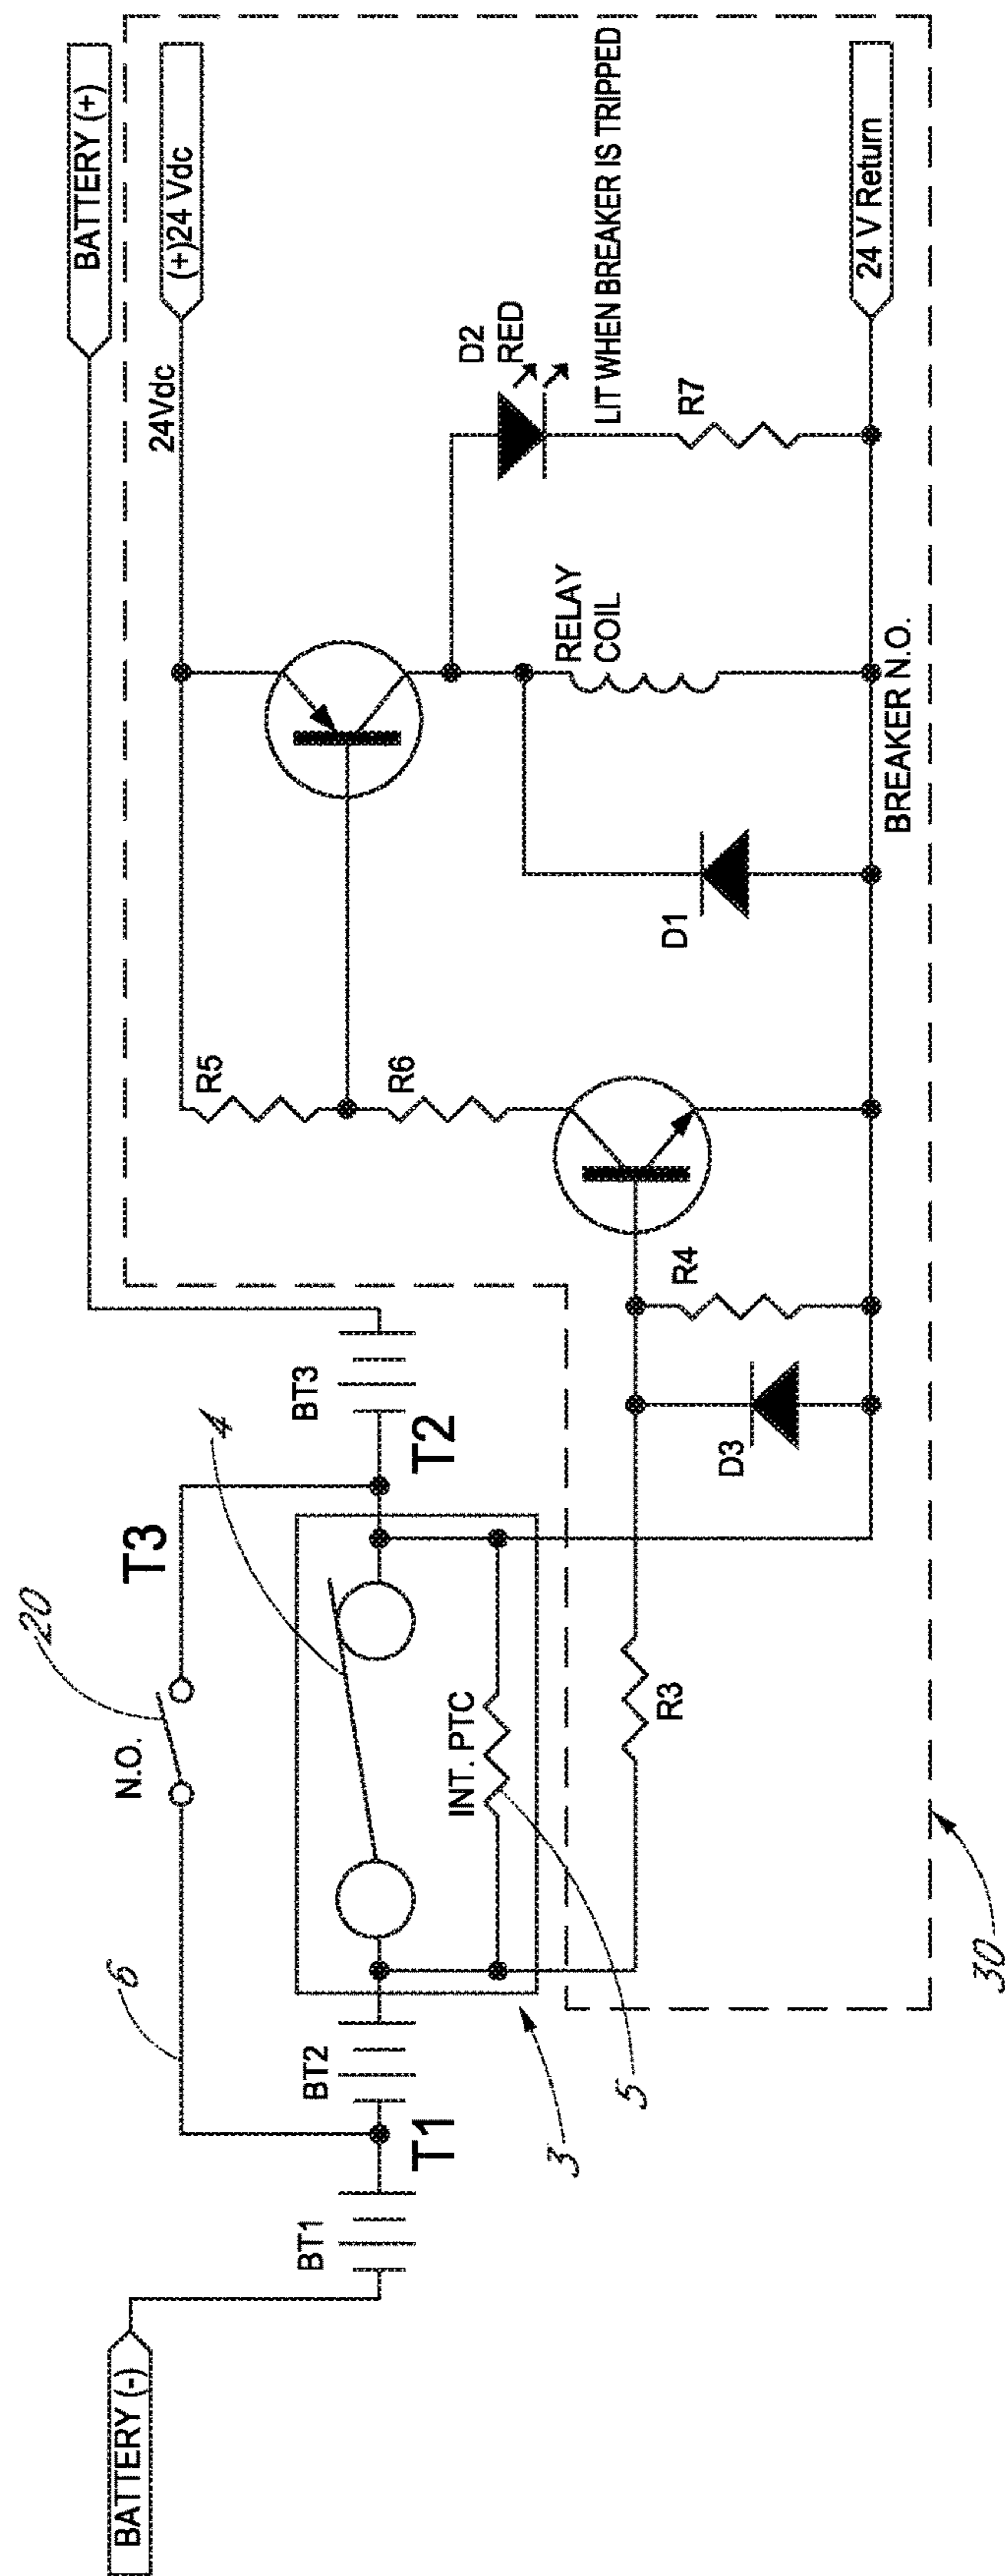 BATTERY (+)
(+)24 Vdc
24Vdc
D2
RED
LIT WHEN BREAKER IS TRIPPED
R7
24 V Return
RELAY
COIL
BREAKER N.O.
D1
R5
R6
R4
D3
BT3
T2
4
T3
20
N.O.
INT. PTC
R3
6
BT2
T1
3
5
30
BT1
BATTERY (-)